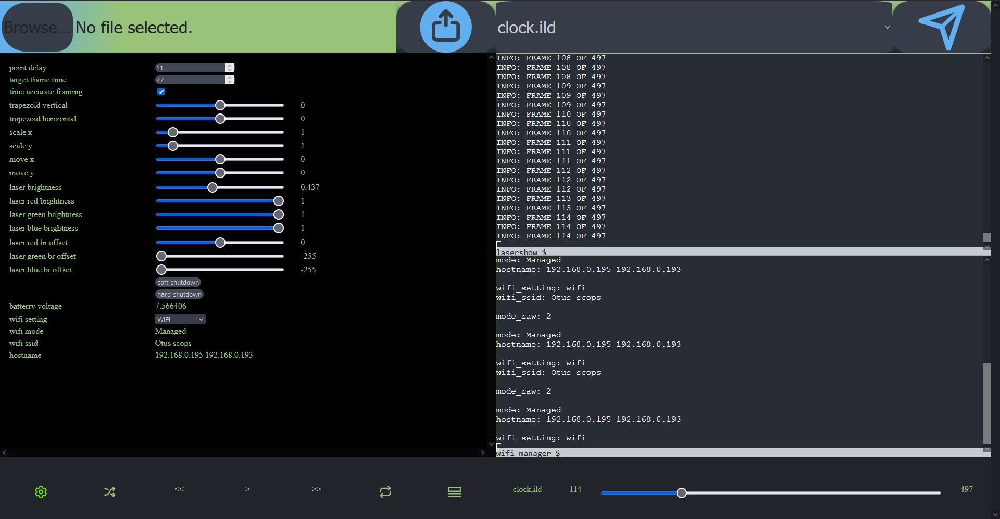 Browse... No file selected.
clock.ild
point delay 11
target frame time 27
time accurate framing
trapezoid vertical 0
trapezoid horizontal 0
scale x 1
scale y 1
move x 0
move y 0
laser brightness 0.437
laser red brightness 1
laser green brightness 1
laser blue brightness 1
laser red br offset 0
laser green br offset -255
laser blue br offset -255
soft shutdown
hard shutdown
batterry voltage 7.566406
wifi setting WiFi
wifi mode Managed
wifi ssid Otus scops
hostname 192.168.0.195 192.168.0.193
INFO: FRAME 108 OF 497
INFO: FRAME 108 OF 497
INFO: FRAME 108 OF 497
INFO: FRAME 109 OF 497
INFO: FRAME 109 OF 497
INFO: FRAME 109 OF 497
INFO: FRAME 110 OF 497
INFO: FRAME 110 OF 497
INFO: FRAME 110 OF 497
INFO: FRAME 111 OF 497
INFO: FRAME 111 OF 497
INFO: FRAME 111 OF 497
INFO: FRAME 112 OF 497
INFO: FRAME 112 OF 497
INFO: FRAME 112 OF 497
INFO: FRAME 113 OF 497
INFO: FRAME 113 OF 497
INFO: FRAME 114 OF 497
INFO: FRAME 114 OF 497
INFO: FRAME 114 OF 497
lasershow $
mode: Managed
hostname: 192.168.0.195 192.168.0.193
wifi_setting: wifi
wifi_ssid: Otus scops
mode_raw: 2
mode: Managed
hostname: 192.168.0.195 192.168.0.193
wifi_setting: wifi
wifi_ssid: Otus scops
mode_raw: 2
mode: Managed
hostname: 192.168.0.195 192.168.0.193
wifi_setting: wifi
wifi manager $
<< > >> clock.ild 114 497